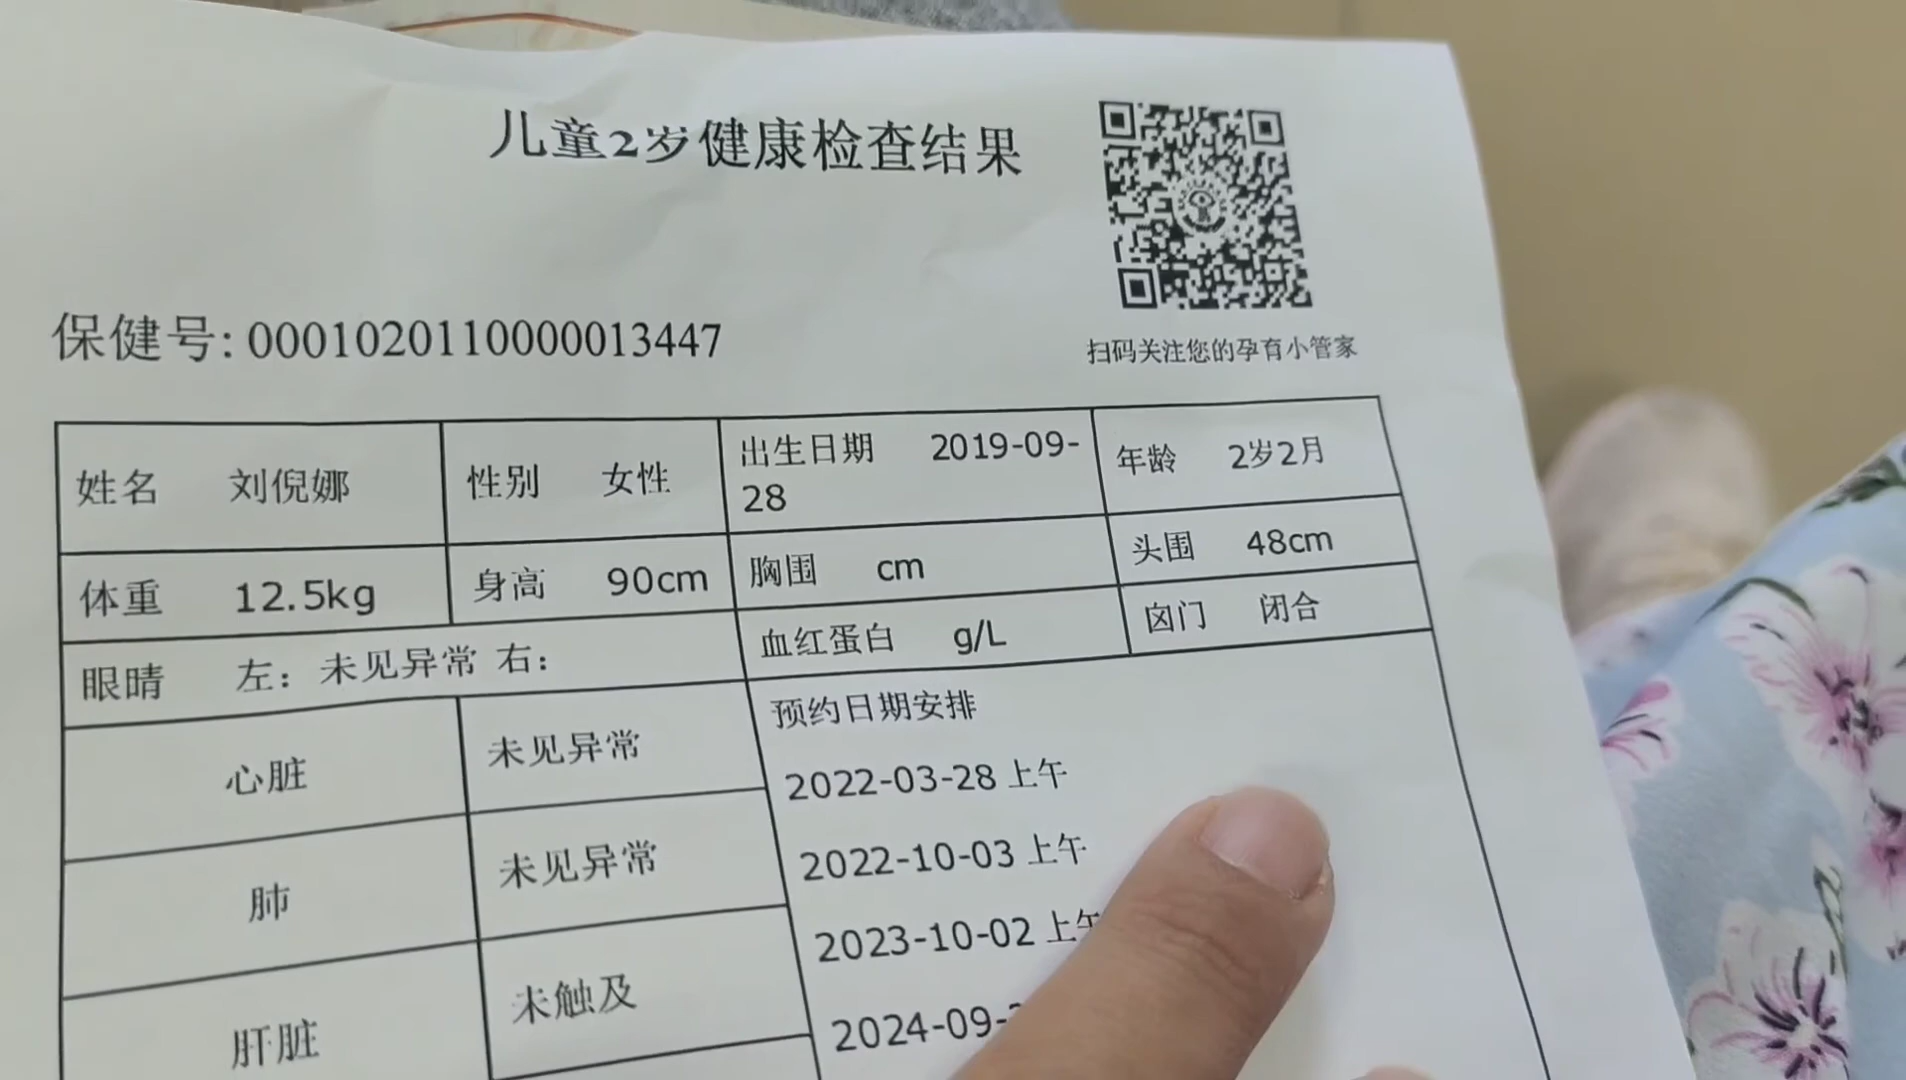 儿童2岁健康检查结果
保健号: 0001020110000013447
扫码关注您的孕育小管家
姓名 刘倪娜 性别 女性 出生日期 2019-09-28 年龄 2岁2月
体重 12.5kg 身高 90cm 胸围 cm 头围 48cm
眼睛 左：未见异常 右： 血红蛋白 g/L 囟门 闭合
心脏 未见异常
肺 未见异常
肝脏 未触及
预约日期安排
2022-03-28 上午
2022-10-03 上午
2023-10-02 上午
2024-09-